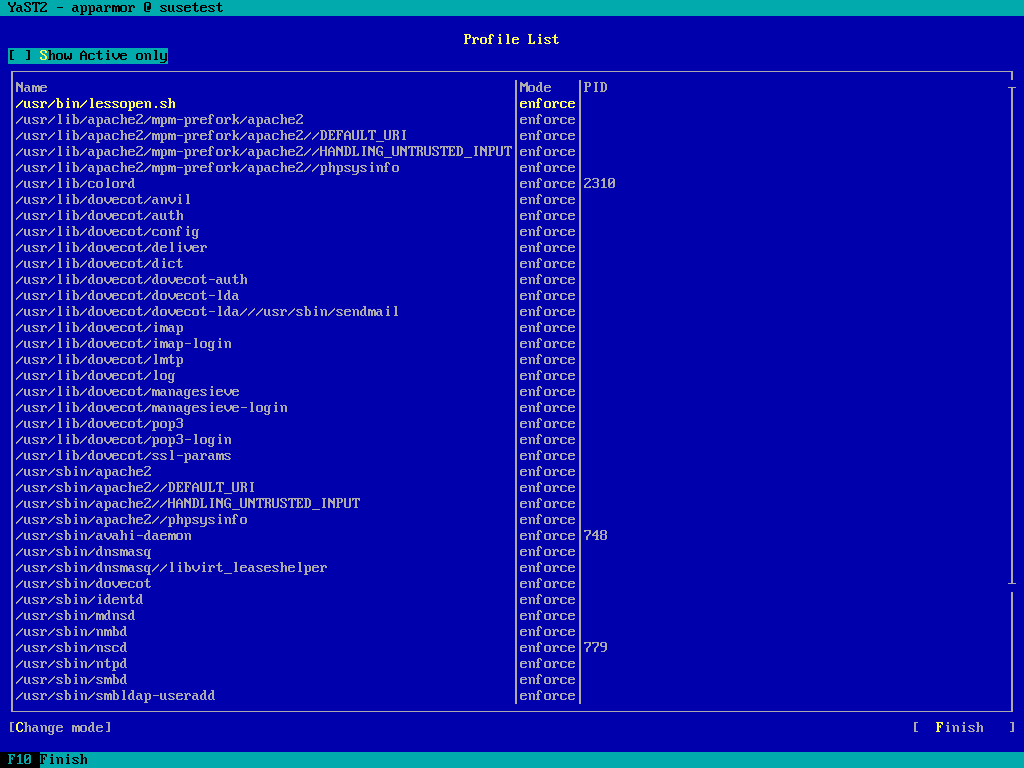 YaST2 - apparmor @ susetest
Profile List
[ ] Show Active only
Name Mode PID
/usr/bin/lessopen.sh enforce
/usr/lib/apache2/mpm-prefork/apache2 enforce
/usr/lib/apache2/mpm-prefork/apache2//DEFAULT_URI enforce
/usr/lib/apache2/mpm-prefork/apache2//HANDLING_UNTRUSTED_INPUT enforce
/usr/lib/apache2/mpm-prefork/apache2//phpsysinfo enforce
/usr/lib/colord enforce 2310
/usr/lib/dovecot/anvil enforce
/usr/lib/dovecot/auth enforce
/usr/lib/dovecot/config enforce
/usr/lib/dovecot/deliver enforce
/usr/lib/dovecot/dict enforce
/usr/lib/dovecot/dovecot-auth enforce
/usr/lib/dovecot/dovecot-lda enforce
/usr/lib/dovecot/dovecot-lda///usr/sbin/sendmail enforce
/usr/lib/dovecot/imap enforce
/usr/lib/dovecot/imap-login enforce
/usr/lib/dovecot/lmtp enforce
/usr/lib/dovecot/log enforce
/usr/lib/dovecot/managesieve enforce
/usr/lib/dovecot/managesieve-login enforce
/usr/lib/dovecot/pop3 enforce
/usr/lib/dovecot/pop3-login enforce
/usr/lib/dovecot/ssl-params enforce
/usr/sbin/apache2 enforce
/usr/sbin/apache2//DEFAULT_URI enforce
/usr/sbin/apache2//HANDLING_UNTRUSTED_INPUT enforce
/usr/sbin/apache2//phpsysinfo enforce
/usr/sbin/avahi-daemon enforce 748
/usr/sbin/dnsmasq enforce
/usr/sbin/dnsmasq//libvirt_leaseshelper enforce
/usr/sbin/dovecot enforce
/usr/sbin/identd enforce
/usr/sbin/mdnsd enforce
/usr/sbin/nmbd enforce
/usr/sbin/nscd enforce 779
/usr/sbin/ntpd enforce
/usr/sbin/smbd enforce
/usr/sbin/smbldap-useradd enforce
[Change mode] [ Finish ]
F10 Finish